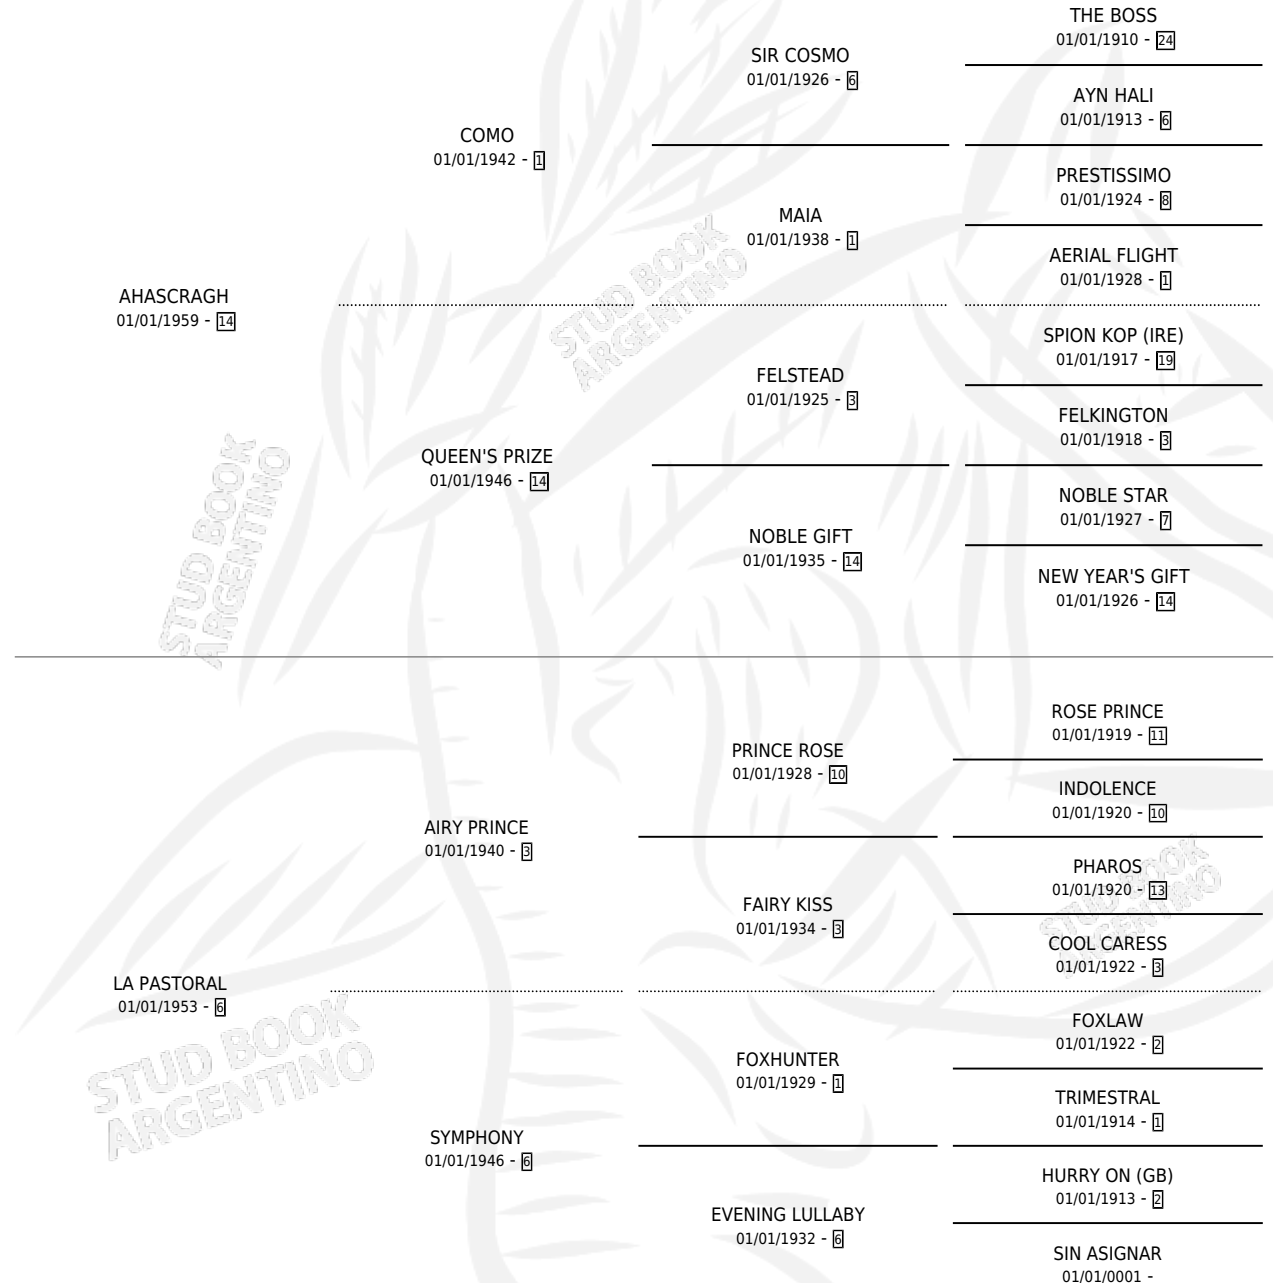 THE BOSS
01/01/1910 - 24
SIR COSMO
01/01/1926 - 6
AYN HALI
01/01/1913 - 6
COMO
01/01/1942 - 1
PRESTISSIMO
01/01/1924 - 8
MAIA
01/01/1938 - 1
AERIAL FLIGHT
01/01/1928 - 1
AHASCRAGH
01/01/1959 - 14
SPION KOP (IRE)
01/01/1917 - 19
FELSTEAD
01/01/1925 - 3
FELKINGTON
01/01/1918 - 3
QUEEN'S PRIZE
01/01/1946 - 14
NOBLE STAR
01/01/1927 - 7
NOBLE GIFT
01/01/1935 - 14
NEW YEAR'S GIFT
01/01/1926 - 14
STUD BOOK
ARGENTINO
STUD BOOK
ARGENTINO
ROSE PRINCE
01/01/1919 - 11
PRINCE ROSE
01/01/1928 - 10
INDOLENCE
01/01/1920 - 10
AIRY PRINCE
01/01/1940 - 3
PHAROS
01/01/1920 - 13
FAIRY KISS
01/01/1934 - 3
COOL CARESS
01/01/1922 - 3
LA PASTORAL
01/01/1953 - 6
FOXLAW
01/01/1922 - 2
FOXHUNTER
01/01/1929 - 1
TRIMESTRAL
01/01/1914 - 1
SYMPHONY
01/01/1946 - 6
HURRY ON (GB)
01/01/1913 - 2
EVENING LULLABY
01/01/1932 - 6
SIN ASIGNAR
01/01/0001 -
STUD BOOK
ARGENTINO
STUD BOOK
ARGENTINO